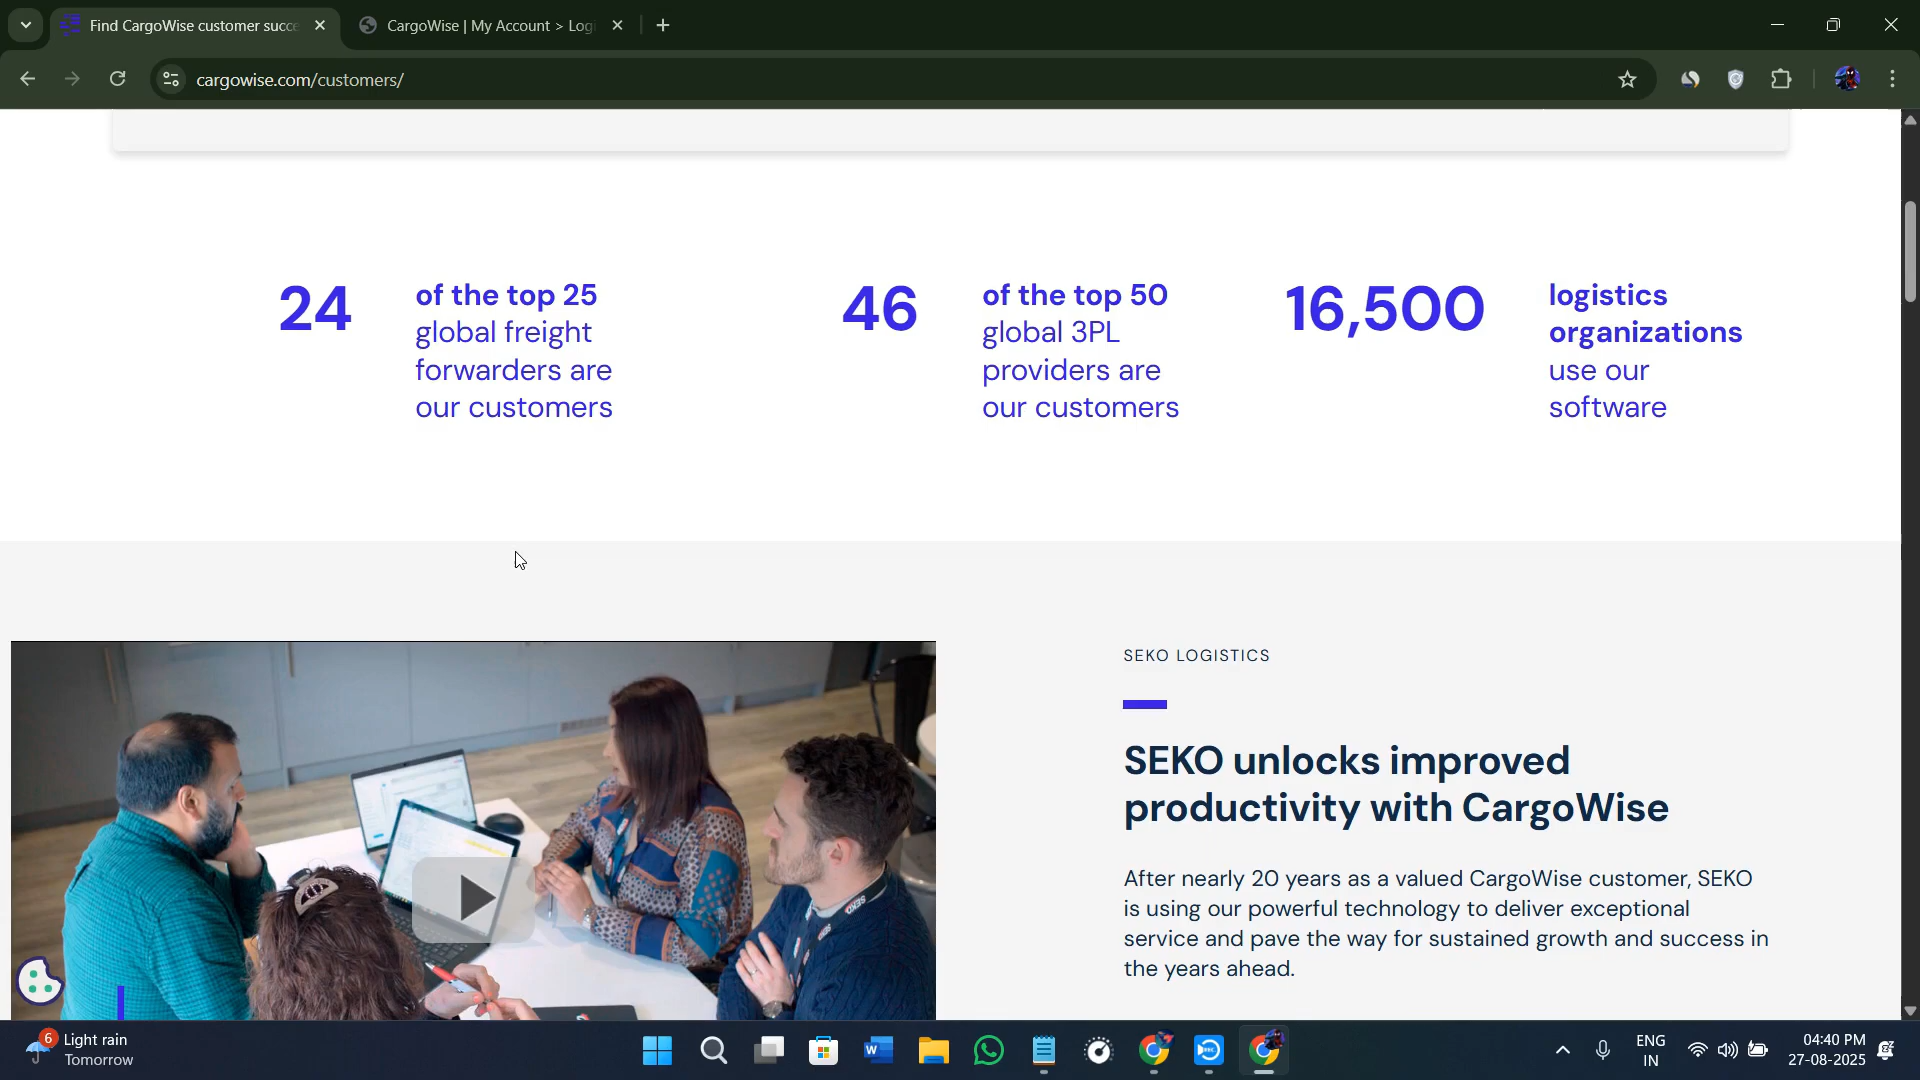 Find CargoWise customer succe
CargoWise | My Account > Logi
cargowise.com/customers/
24
of the top 25
global freight
forwarders are
our customers
46
of the top 50
global 3PL
providers are
our customers
16,500
logistics
organizations
use our
software
SEKO LOGISTICS
SEKO unlocks improved
productivity with CargoWise
After nearly 20 years as a valued CargoWise customer, SEKO
is using our powerful technology to deliver exceptional
service and pave the way for sustained growth and success in
the years ahead.
6
Light rain
Tomorrow
ENG
IN
04:40 PM
27-08-2025